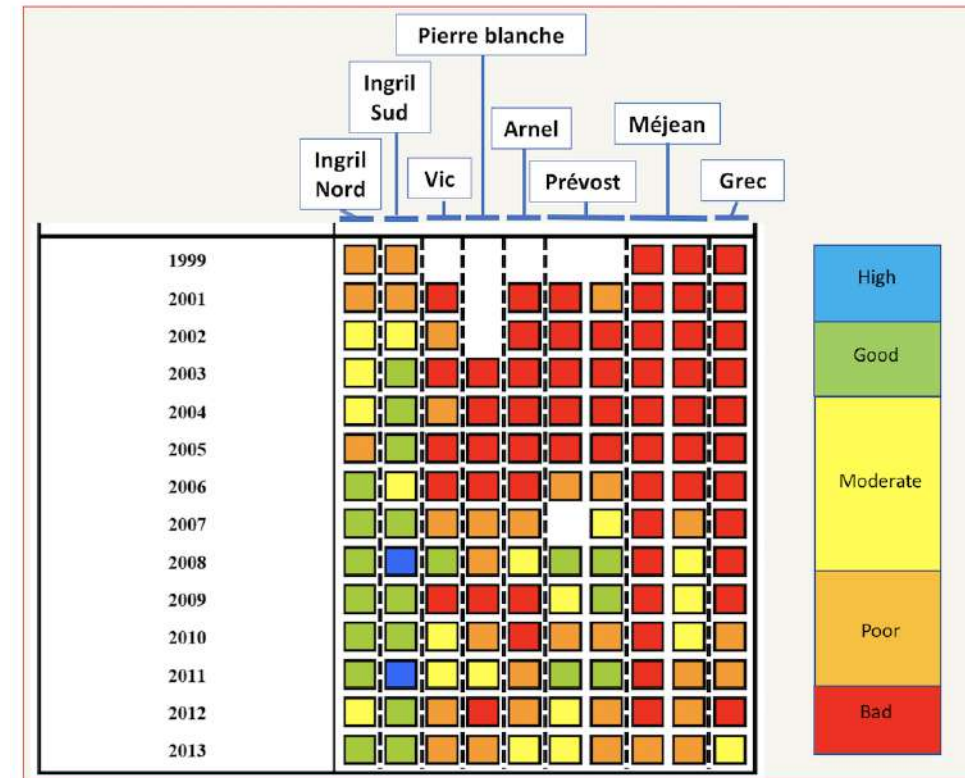 Pierre blanche
Ingril
Sud
Arnel
Méjean
Ingril
Nord
Vic
Prévost
Grec
1999
2001
2002
2003
2004
2005
2006
2007
2008
2009
2010
2011
2012
2013
High
Good
Moderate
Poor
Bad